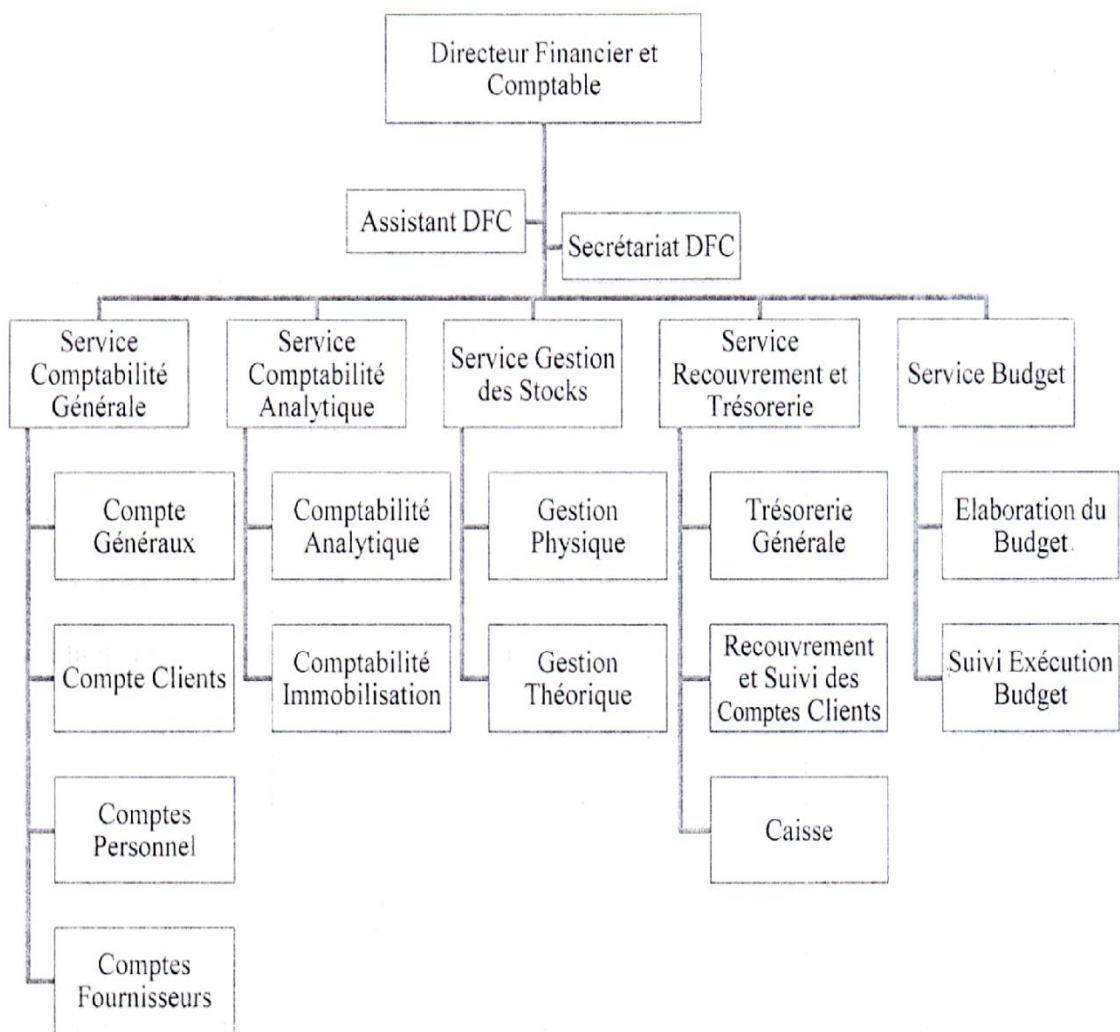 Directeur Financier et
Comptable
Assistant DFC
Secrétariat DFC
Service
Comptabilité
Générale
Service
Comptabilité
Analytique
Service Gestion
des Stocks
Service
Recouvrement et
Trésorerie
Service Budget
Compte
Généraux
Comptabilité
Analytique
Gestion
Physique
Trésorerie
Générale
Elaboration du
Budget
Compte Clients
Comptabilité
Immobilisation
Gestion
Théorique
Recouvrement
et Suivi des
Comptes Clients
Suivi Exécution
Budget
Comptes
Personnel
Caisse
Comptes
Fournisseurs